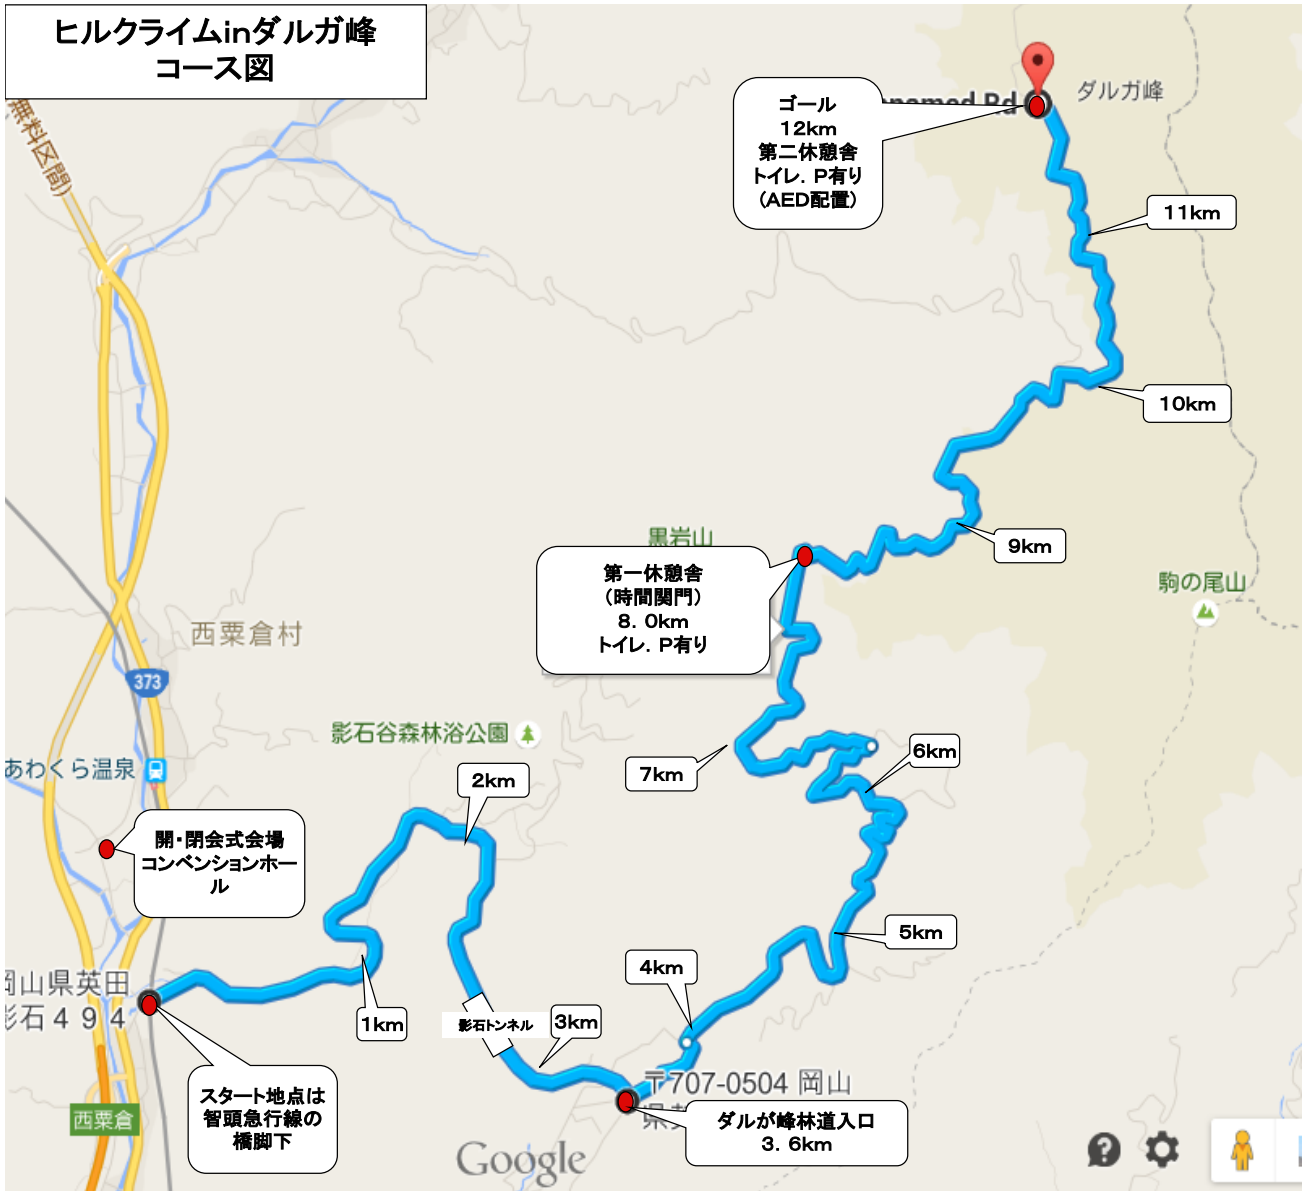 ヒルクライムinダルガ峰
コース図
無料区間)
ダルガ峰
ゴール
12km
第二休憩舎
トイレ．P有り
（AED配置）
11km
10km
9km
黒岩山
第一休憩舎
（時間関門）
8．0km
トイレ．P有り
駒の尾山
西粟倉村
373
影石谷森林浴公園
あわくら温泉
7km
6km
2km
開・閉会式会場
コンベンションホー
ル
5km
4km
岡山県英田
影石４９４
1km
影石トンネル
3km
〒707-0504 岡山
スタート地点は
智頭急行線の
橋脚下
ダルが峰林道入口
3．6km
西粟倉
Google